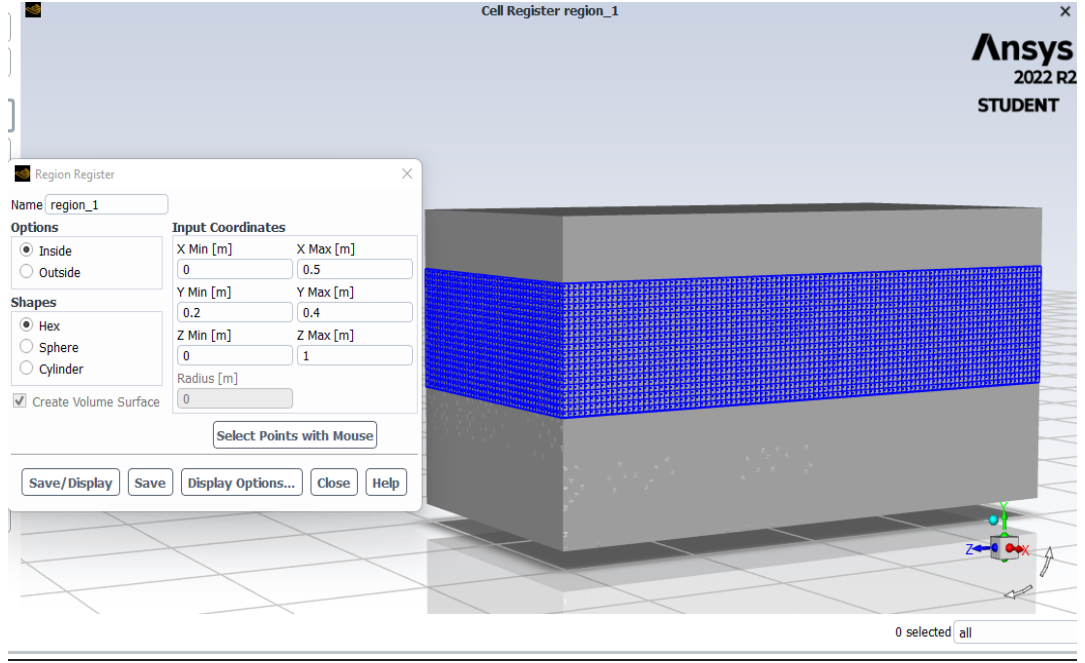 Cell Register region_1
Ansys
2022 R2
STUDENT
Region Register
Name region_1
Options
Inside
Outside
Shapes
Hex
Sphere
Cylinder
Create Volume Surface
Input Coordinates
X Min [m] X Max [m]
0 0.5
Y Min [m] Y Max [m]
0.2 0.4
Z Min [m] Z Max [m]
0 1
Radius [m]
0
Select Points with Mouse
Save/Display Save Display Options... Close Help
Y
Z X
0 selected all